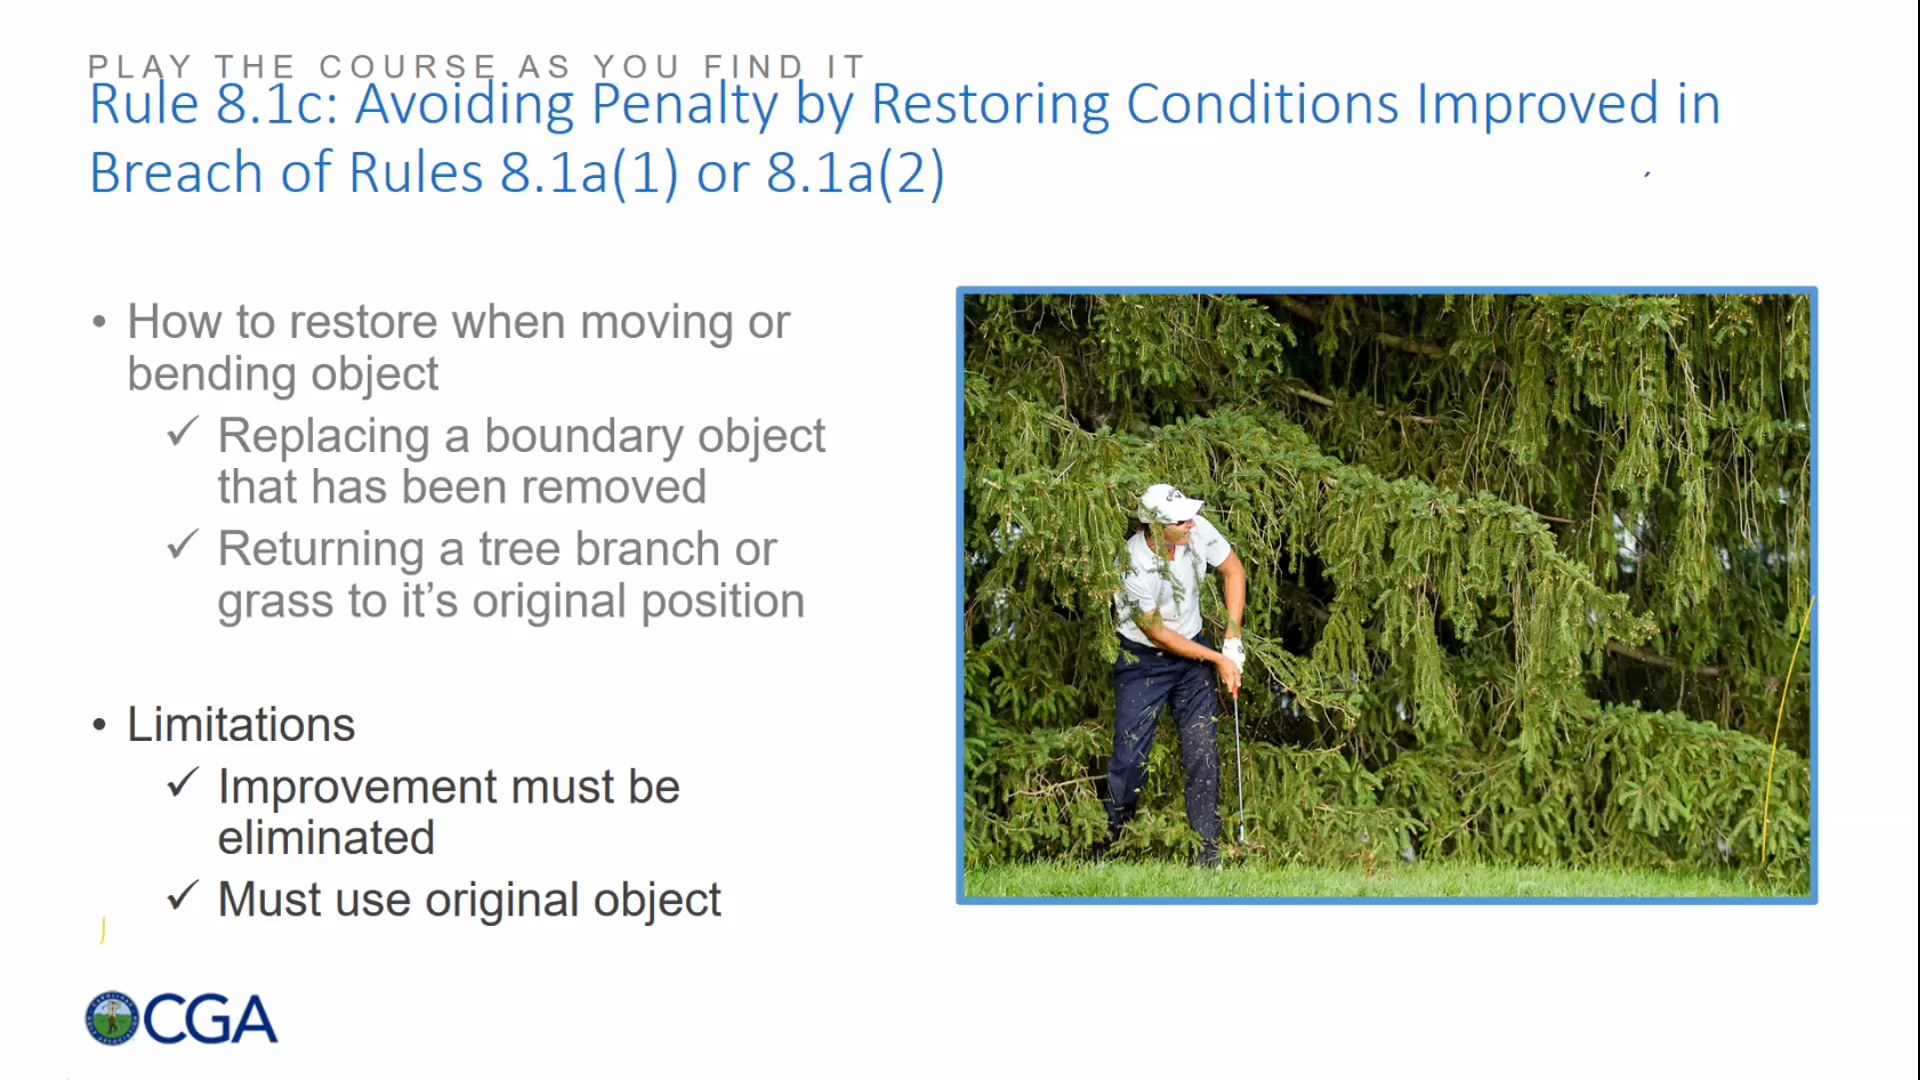 PLAY THE COURSE AS YOU FIND IT
Rule 8.1c: Avoiding Penalty by Restoring Conditions Improved in
Breach of Rules 8.1a(1) or 8.1a(2)
• How to restore when moving or
bending object
✓ Replacing a boundary object
that has been removed
✓ Returning a tree branch or
grass to it’s original position
• Limitations
✓ Improvement must be
eliminated
✓ Must use original object
CGA